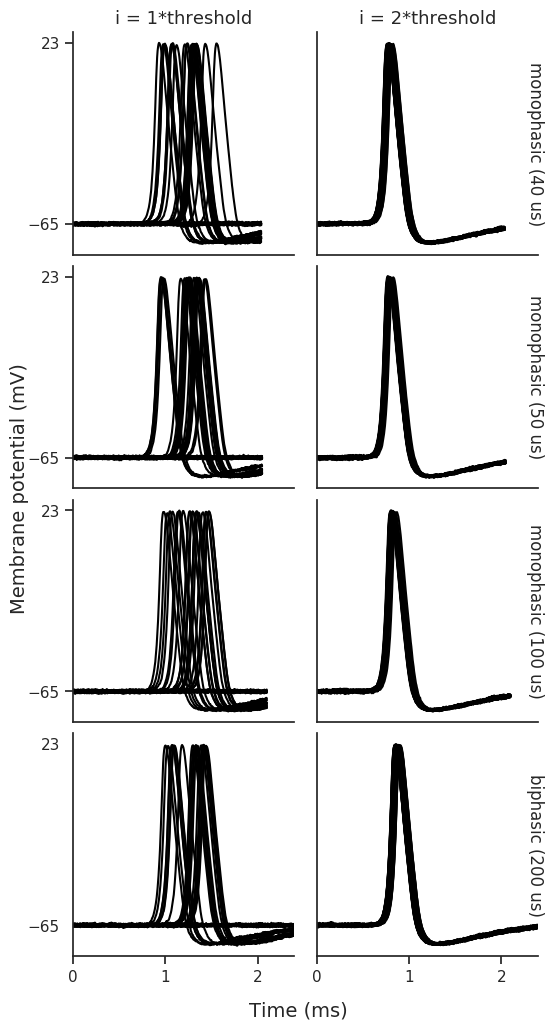 i = 1*threshold
i = 2*threshold
23
−65
monophasic (40 us)
23
−65
monophasic (50 us)
Membrane potential (mV)
23
−65
monophasic (100 us)
23
−65
biphasic (200 us)
0 1 2
0 1 2
Time (ms)